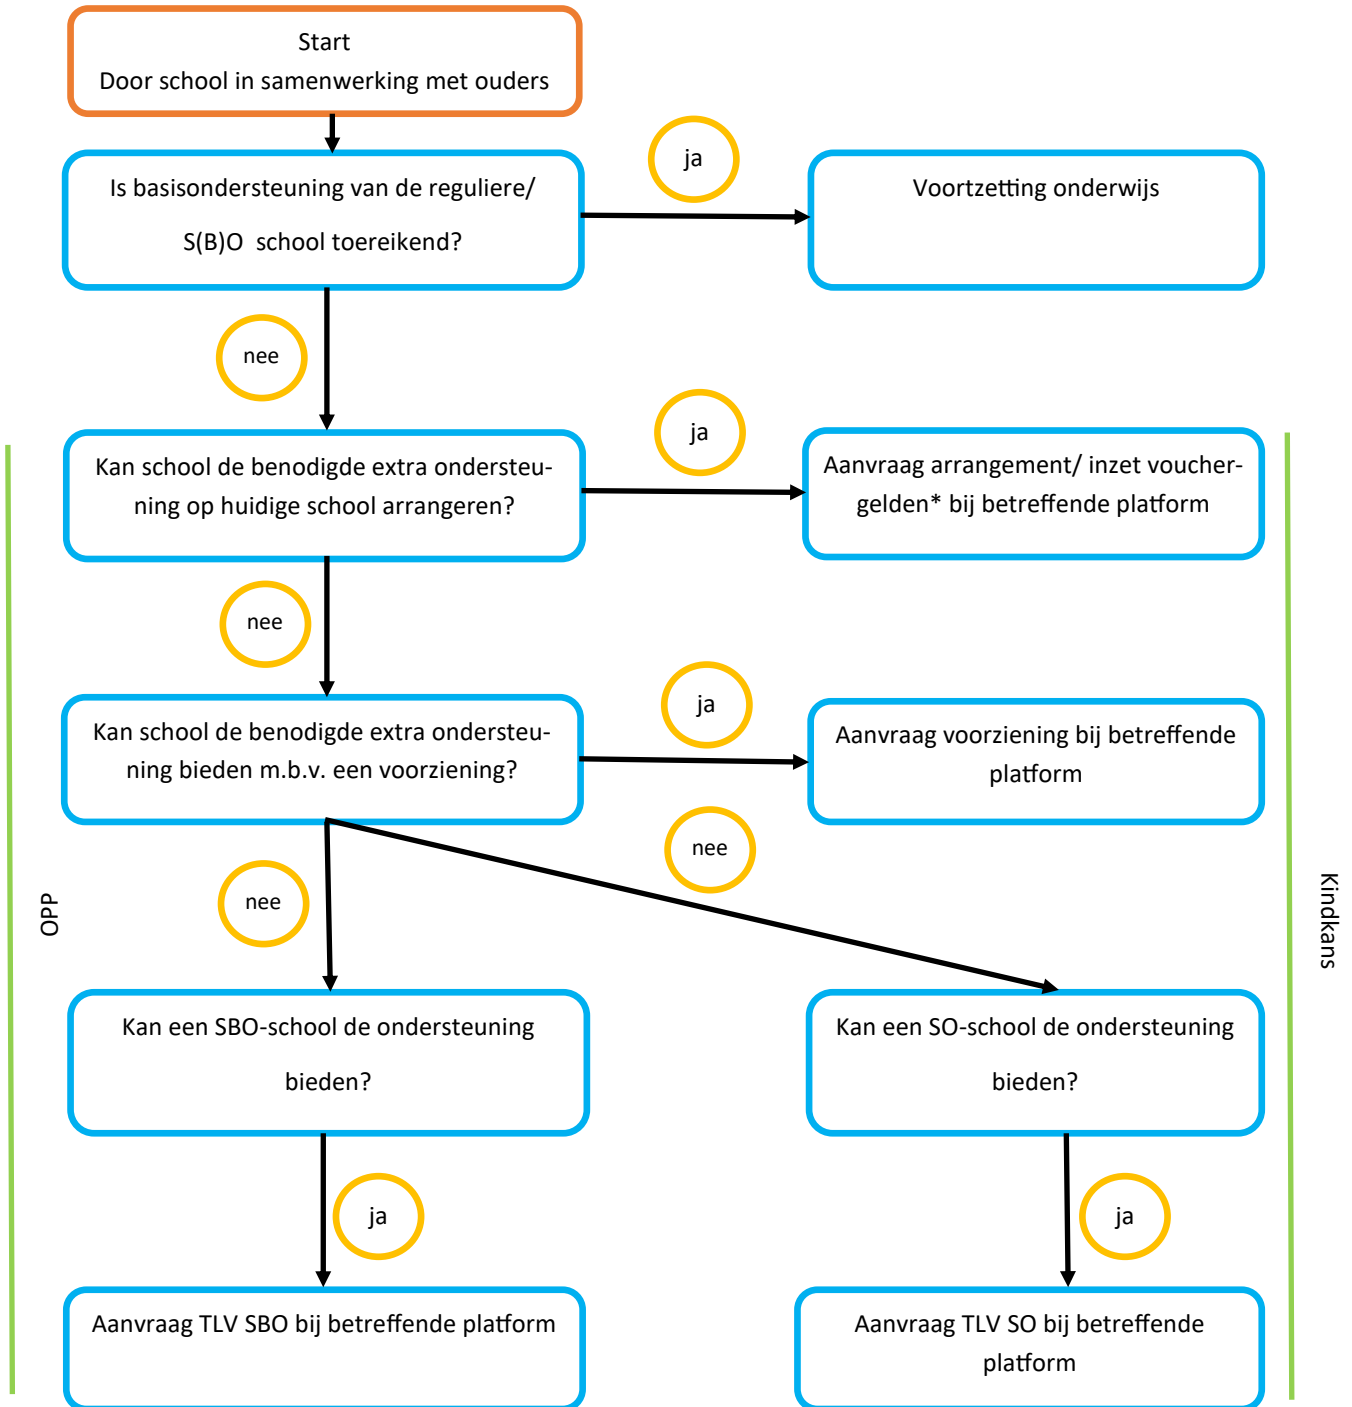 Start
Door school in samenwerking met ouders
ja
Is basisondersteuning van de reguliere/
S(B)O school toereikend?
Voortzetting onderwijs
nee
ja
Kan school de benodigde extra ondersteu-
ning op huidige school arrangeren?
Aanvraag arrangement/ inzet voucher-
gelden* bij betreffende platform
nee
ja
Kan school de benodigde extra ondersteu-
ning bieden m.b.v. een voorziening?
Aanvraag voorziening bij betreffende
platform
nee
nee
OPP
Kindkans
Kan een SBO-school de ondersteuning
bieden?
Kan een SO-school de ondersteuning
bieden?
ja
ja
Aanvraag TLV SBO bij betreffende platform
Aanvraag TLV SO bij betreffende
platform